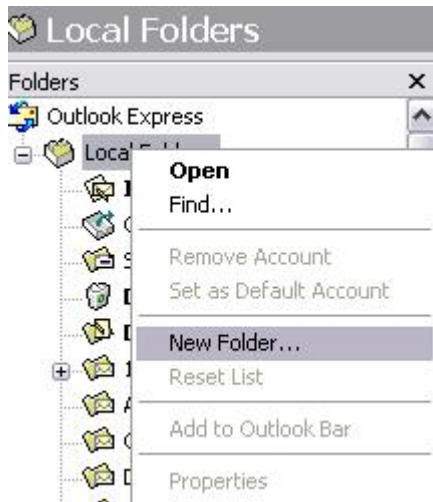 Local Folders
Folders
Outlook Express
Local
Open
Find...
Remove Account
Set as Default Account
New Folder...
Reset List
Add to Outlook Bar
Properties